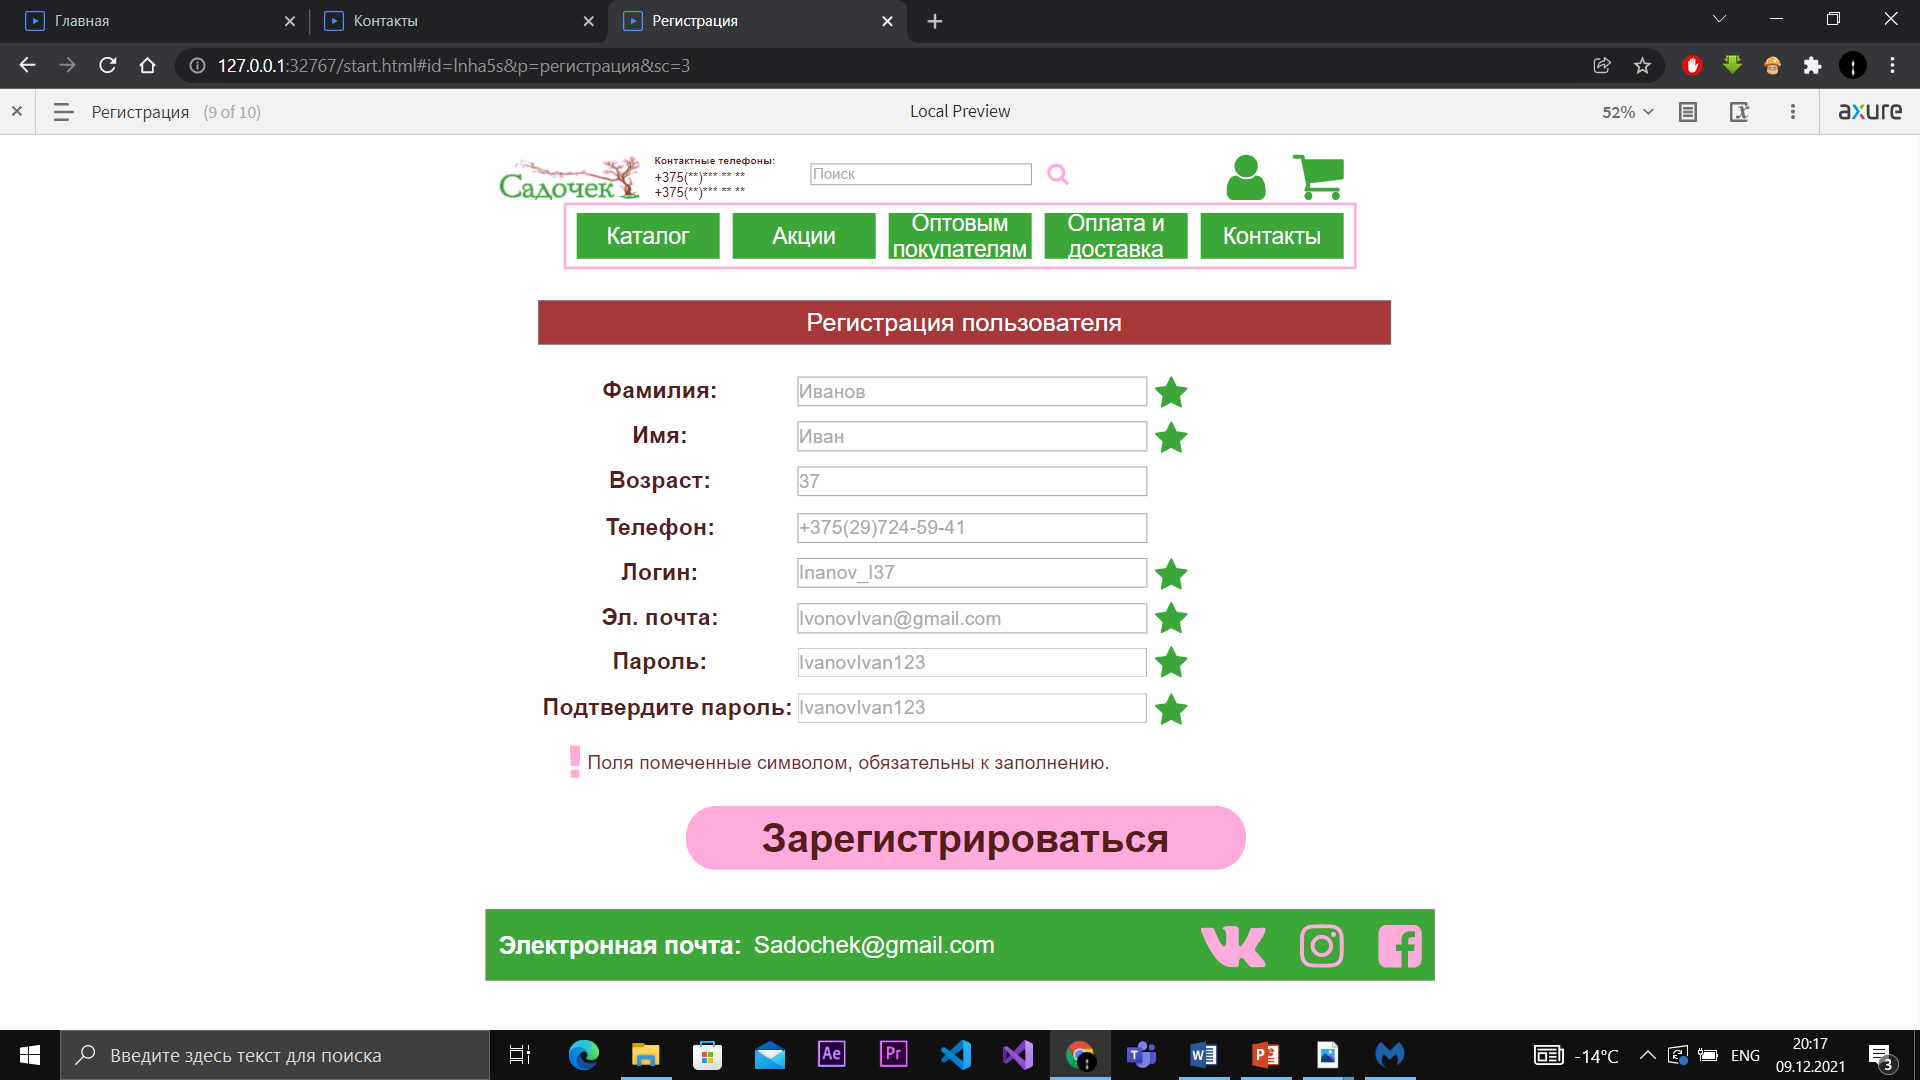 Главная
Контакты
Регистрация
127.0.0.1:32767/start.html#id=lnha5s&p=регистрация&sc=3
Регистрация (9 of 10)
Local Preview
52%
axure
Садочек
Контактные телефоны:
+375(**)*** ** **
+375(**)*** ** **
Поиск
Каталог
Акции
Оптовым
покупателям
Оплата и
доставка
Контакты
Регистрация пользователя
Фамилия:
Иванов
Имя:
Иван
Возраст:
37
Телефон:
+375(29)724-59-41
Логин:
Inanov_I37
Эл. почта:
IvonovIvan@gmail.com
Пароль:
IvanovIvan123
Подтвердите пароль:
IvanovIvan123
Поля помеченные символом, обязательны к заполнению.
Зарегистрироваться
Электронная почта: Sadochek@gmail.com
Введите здесь текст для поиска
Ae
Pr
-14°C
ENG
20:17
09.12.2021
3